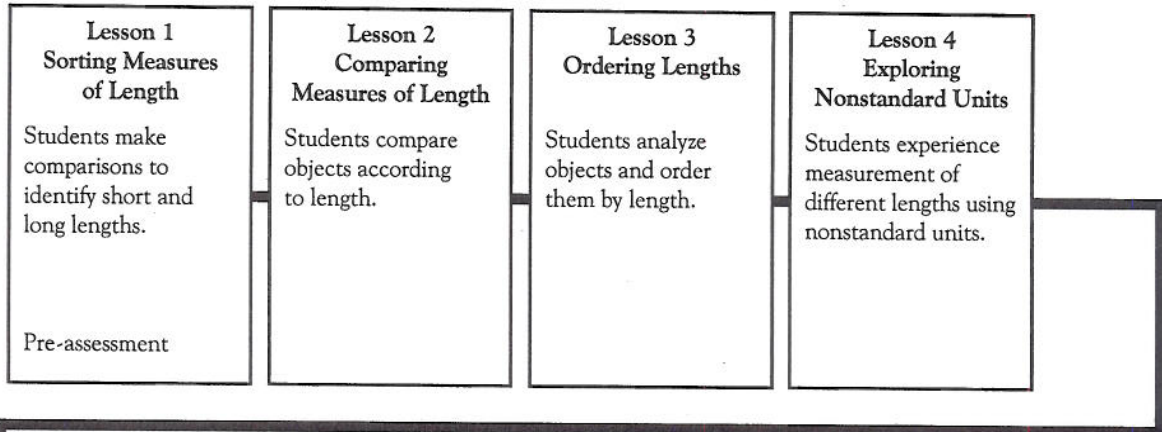 Lesson 1
Sorting Measures
of Length
Students make
comparisons to
identify short and
long lengths.
Pre-assessment
Lesson 2
Comparing
Measures of Length
Students compare
objects according
to length.
Lesson 3
Ordering Lengths
Students analyze
objects and order
them by length.
Lesson 4
Exploring
Nonstandard Units
Students experience
measurement of
different lengths using
nonstandard units.